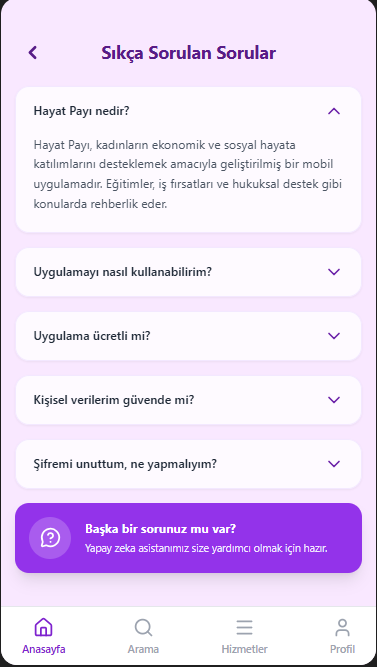 Sıkça Sorulan Sorular
Hayat Payı nedir?
Hayat Payı, kadınların ekonomik ve sosyal hayata
katılımlarını desteklemek amacıyla geliştirilmiş bir mobil
uygulamadır. Eğitimler, iş fırsatları ve hukuksal destek gibi
konularda rehberlik eder.
Uygulamayı nasıl kullanabilirim?
Uygulama ücretli mi?
Kişisel verilerim güvende mi?
Şifremi unuttum, ne yapmalıyım?
Başka bir sorunuz mu var?
Yapay zeka asistanımız size yardımcı olmak için hazır.
Anasayfa
Arama
Hizmetler
Profil